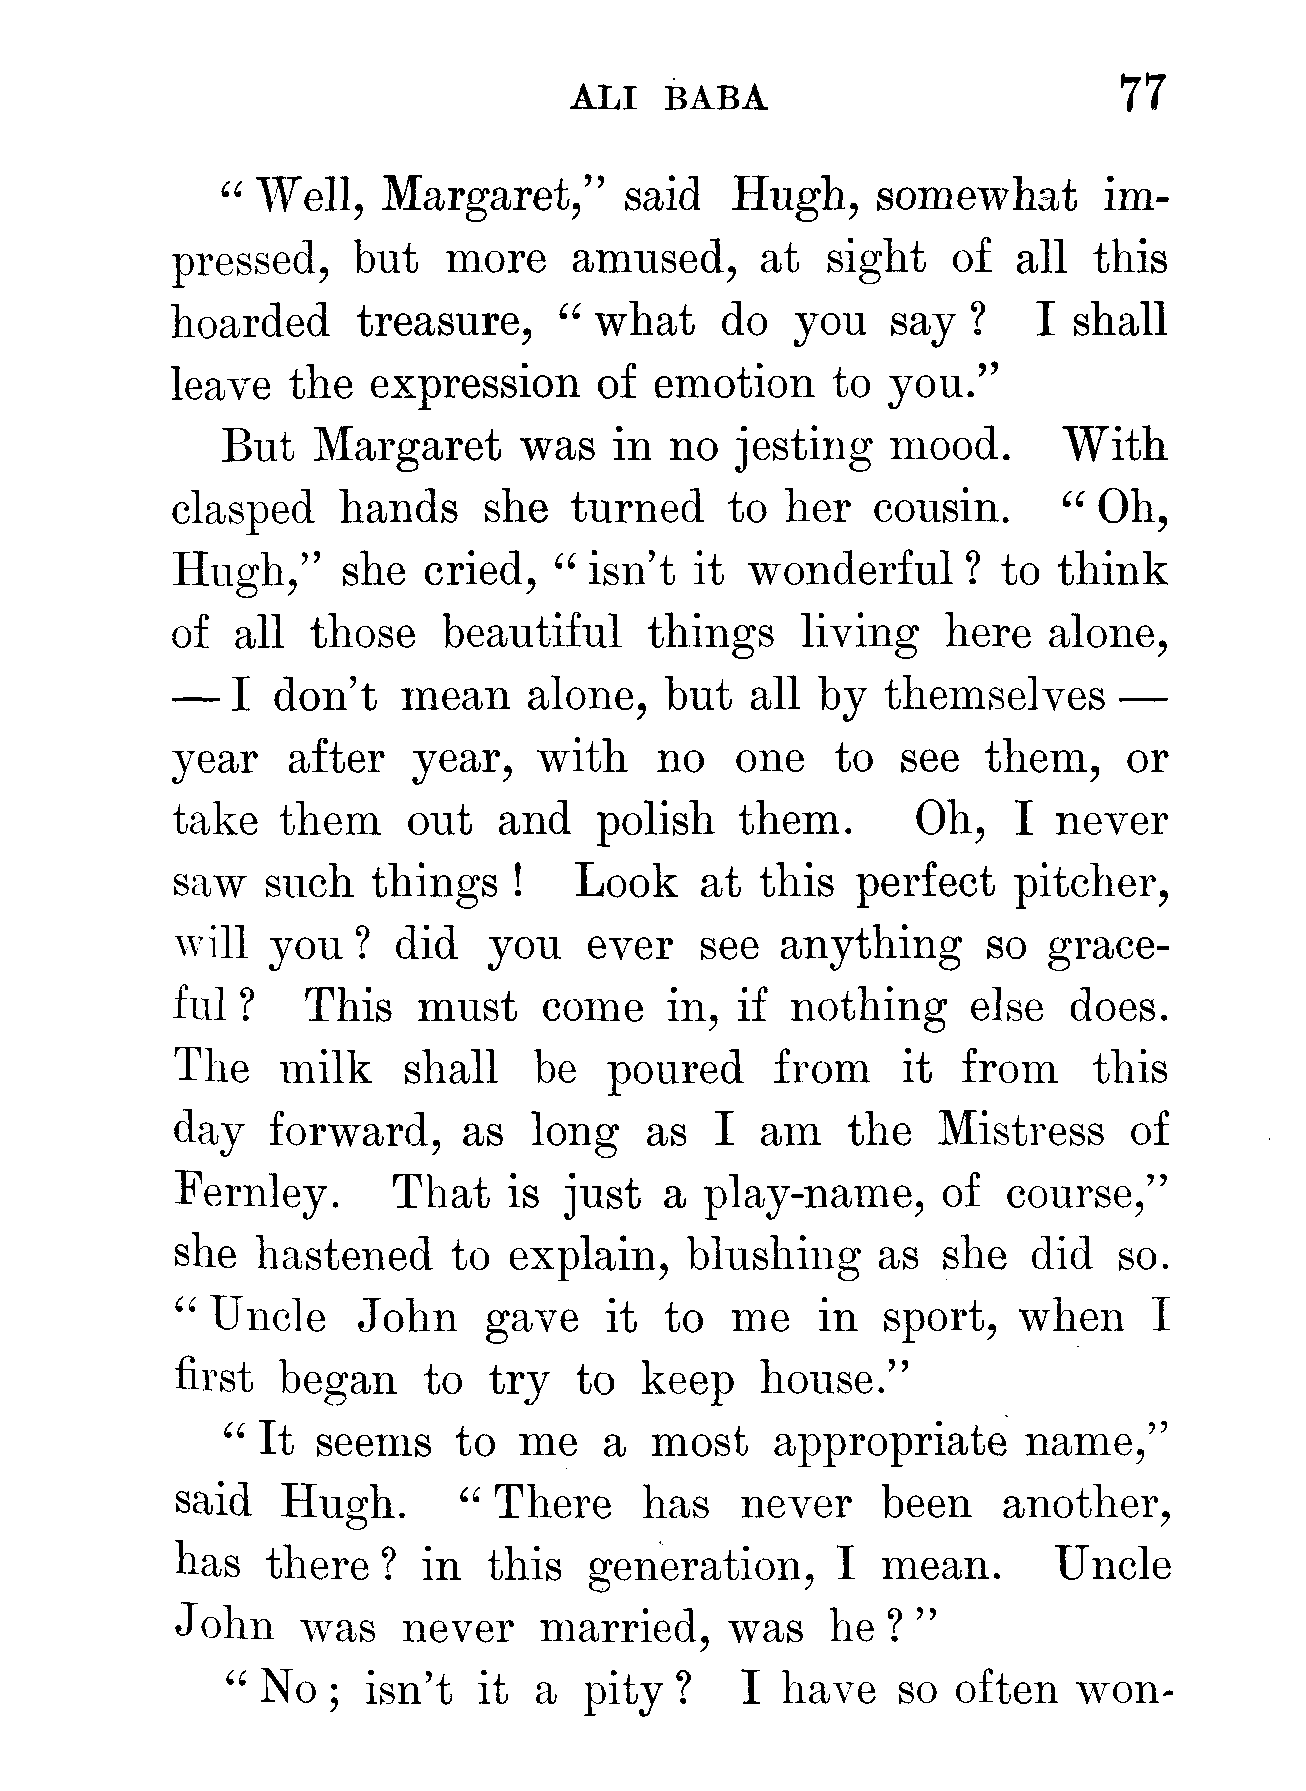 ALI BABA 77
“ Well, Margaret,” said Hugh, somewhat im-
pressed, but more amused, at sight of all this
hoarded treasure, “ what do you say ? I shall
leave the expression of emotion to you.”
But Margaret was in no jesting mood. With
clasped hands she turned to her cousin. “ Oh,
Hugh,” she cried, “ isn’t it wonderful ? to think
of all those beautiful things living here alone,
— I don’t mean alone, but all by themselves —
year after year, with no one to see them, or
take them out and polish them. Oh, I never
saw such things ! Look at this perfect pitcher,
will you ? did you ever see anything so grace-
ful ? This must come in, if nothing else does.
The milk shall be poured from it from this
day forward, as long as I am the Mistress of
Fernley. That is just a play-name, of course,”
she hastened to explain, blushing as she did so.
“ Uncle John gave it to me in sport, when I
first began to try to keep house.”
“ It seems to me a most appropriate name,”
said Hugh. “ There has never been another,
has there ? in this generation, I mean. Uncle
John was never married, was he ? ”
“ No ; isn’t it a pity ? I have so often won-